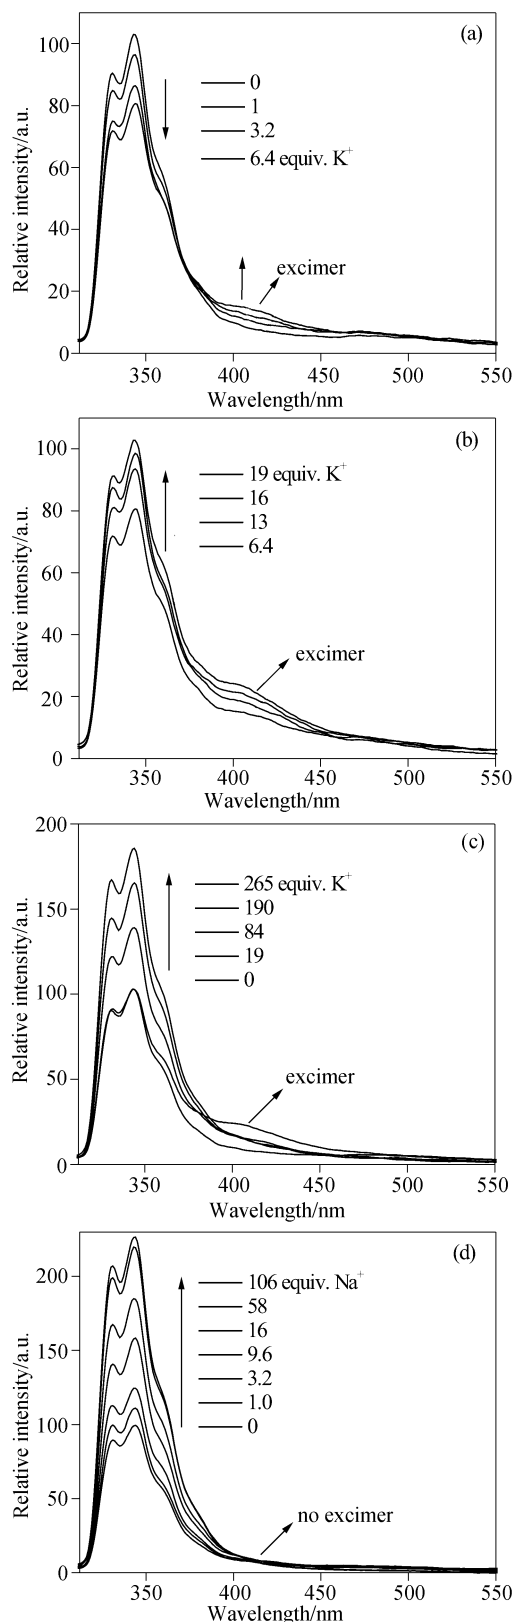 (a)
100
80
60
40
20
0
Relative intensity/a.u.
0
1
3.2
6.4 equiv. K+
excimer
350 400 450 500 550
Wavelength/nm
(b)
100
80
60
40
20
0
Relative intensity/a.u.
19 equiv. K+
16
13
6.4
excimer
350 400 450 500 550
Wavelength/nm
(c)
200
150
100
50
0
Relative intensity/a.u.
265 equiv. K+
190
84
19
0
excimer
350 400 450 500 550
Wavelength/nm
(d)
200
150
100
50
0
Relative intensity/a.u.
106 equiv. Na+
58
16
9.6
3.2
1.0
0
no excimer
350 400 450 500 550
Wavelength/nm